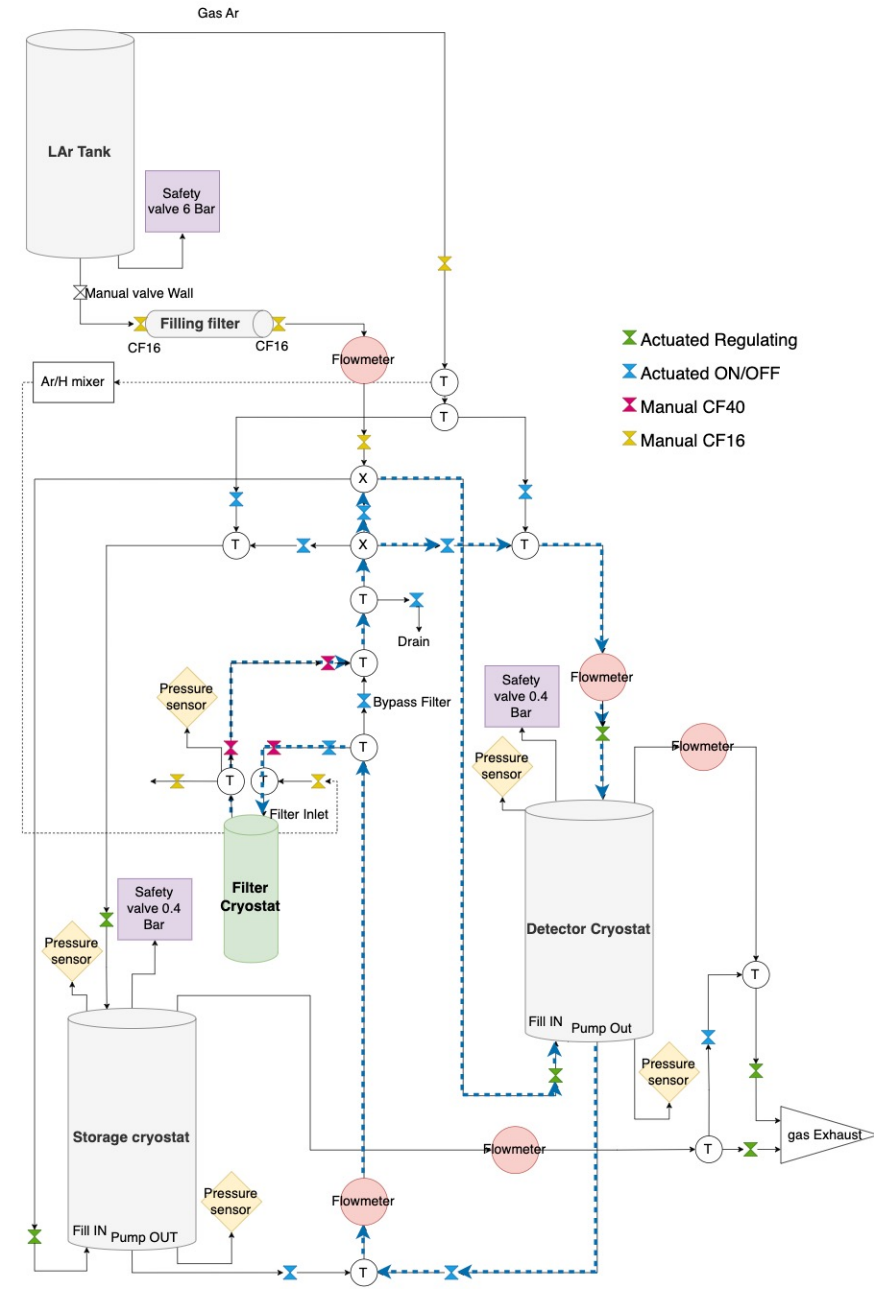 Gas Ar
LAr Tank
Safety
valve 6 Bar
Manual valve Wall
Filling filter
CF16
CF16
Flowmeter
Ar/H mixer
T
T
Actuated Regulating
Actuated ON/OFF
Manual CF40
Manual CF16
X
T
X
T
T
Drain
T
Pressure
sensor
Bypass Filter
Safety
valve 0.4
Bar
Flowmeter
Flowmeter
T
T
T
Pressure
sensor
Filter Inlet
Filter
Cryostat
Safety
valve 0.4
Bar
Pressure
sensor
Detector Cryostat
T
Fill IN
Pump Out
Pressure
sensor
Storage cryostat
Flowmeter
T
gas Exhaust
Pressure
sensor
Flowmeter
Fill IN
Pump OUT
T